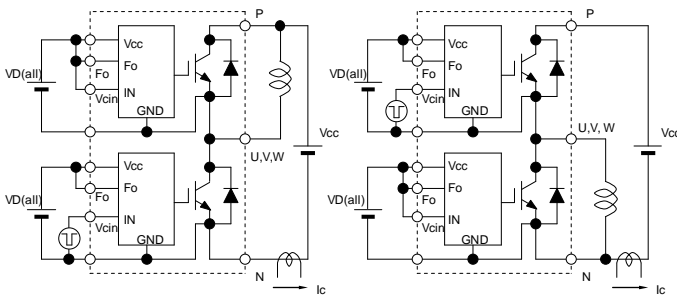 P
Vcc
Fo
VD(all)
Fo
IN
Vcin
GND
Vcc
U,V,W
Vcc
Fo
VD(all)
Fo
IN
Vcin
GND
N
Ic
P
Vcc
Fo
VD(all)
Fo
IN
Vcin
GND
Vcc
U,V, W
Vcc
Fo
VD(all)
Fo
IN
Vcin
GND
N
Ic